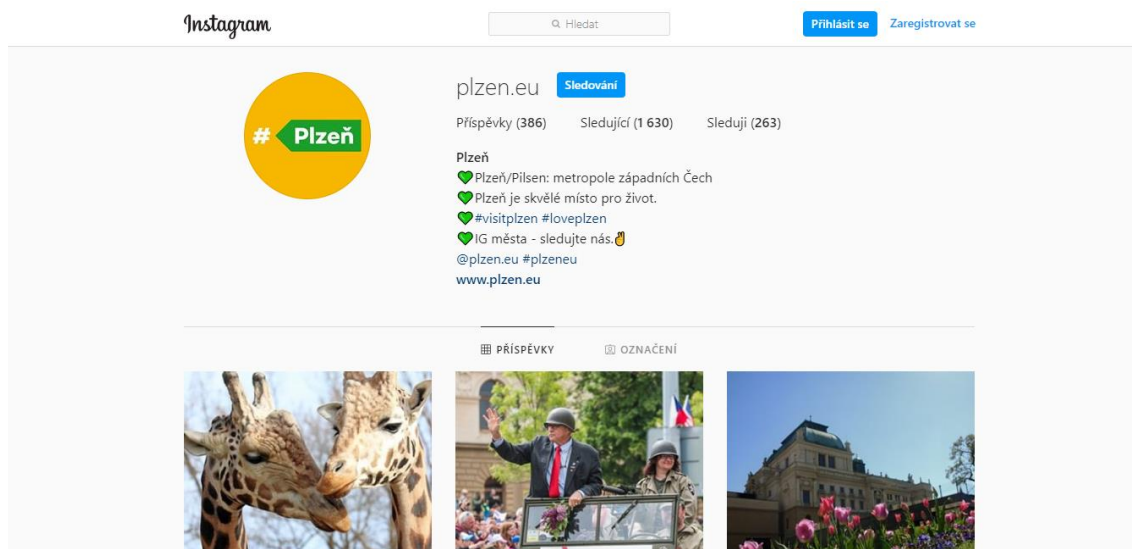 Instagram
Hledat
Přihlásit se
Zaregistrovat se
# Plzeň
plzen.eu
Sledování
Příspěvky (386) Sledující (1 630) Sleduji (263)
Plzeň
Plzeň/Pilsen: metropole západních Čech
Plzeň je skvělé místo pro život.
#visitplzen #loveplzen
IG města - sledujte nás.
@plzen.eu #plzeneu
www.plzen.eu
PŘÍSPĚVKY
OZNAČENÍ